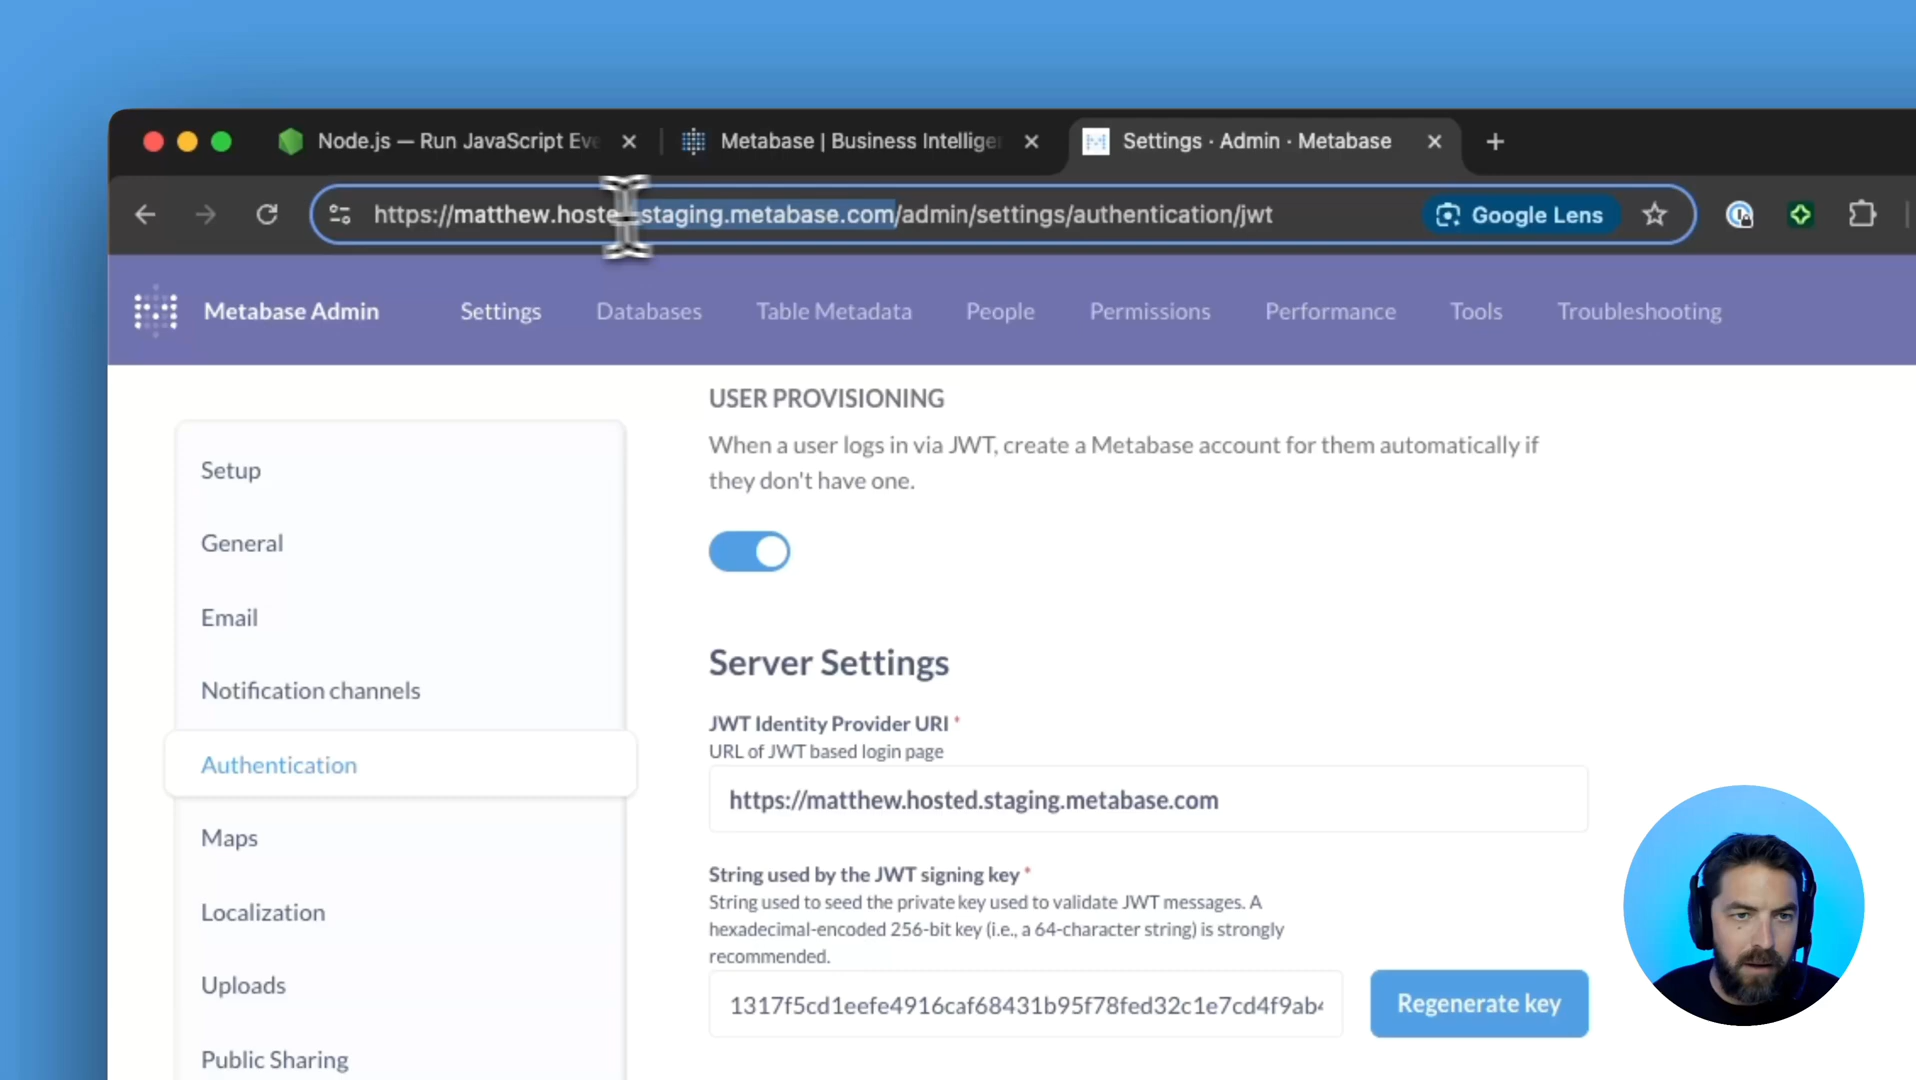 Node.js — Run JavaScript Eve
Metabase | Business Intellige
Settings · Admin · Metabase
https://matthew.hoste .staging.metabase.com/admin/settings/authentication/jwt
Google Lens
Metabase Admin
Settings
Databases
Table Metadata
People
Permissions
Performance
Tools
Troubleshooting
Setup
General
Email
Notification channels
Authentication
Maps
Localization
Uploads
Public Sharing
USER PROVISIONING
When a user logs in via JWT, create a Metabase account for them automatically if
they don't have one.
Server Settings
JWT Identity Provider URI *
URL of JWT based login page
https://matthew.hosted.staging.metabase.com
String used by the JWT signing key *
String used to seed the private key used to validate JWT messages. A
hexadecimal-encoded 256-bit key (i.e., a 64-character string) is strongly
recommended.
1317f5cd1eefe4916caf68431b95f78fed32c1e7cd4f9ab4
Regenerate key